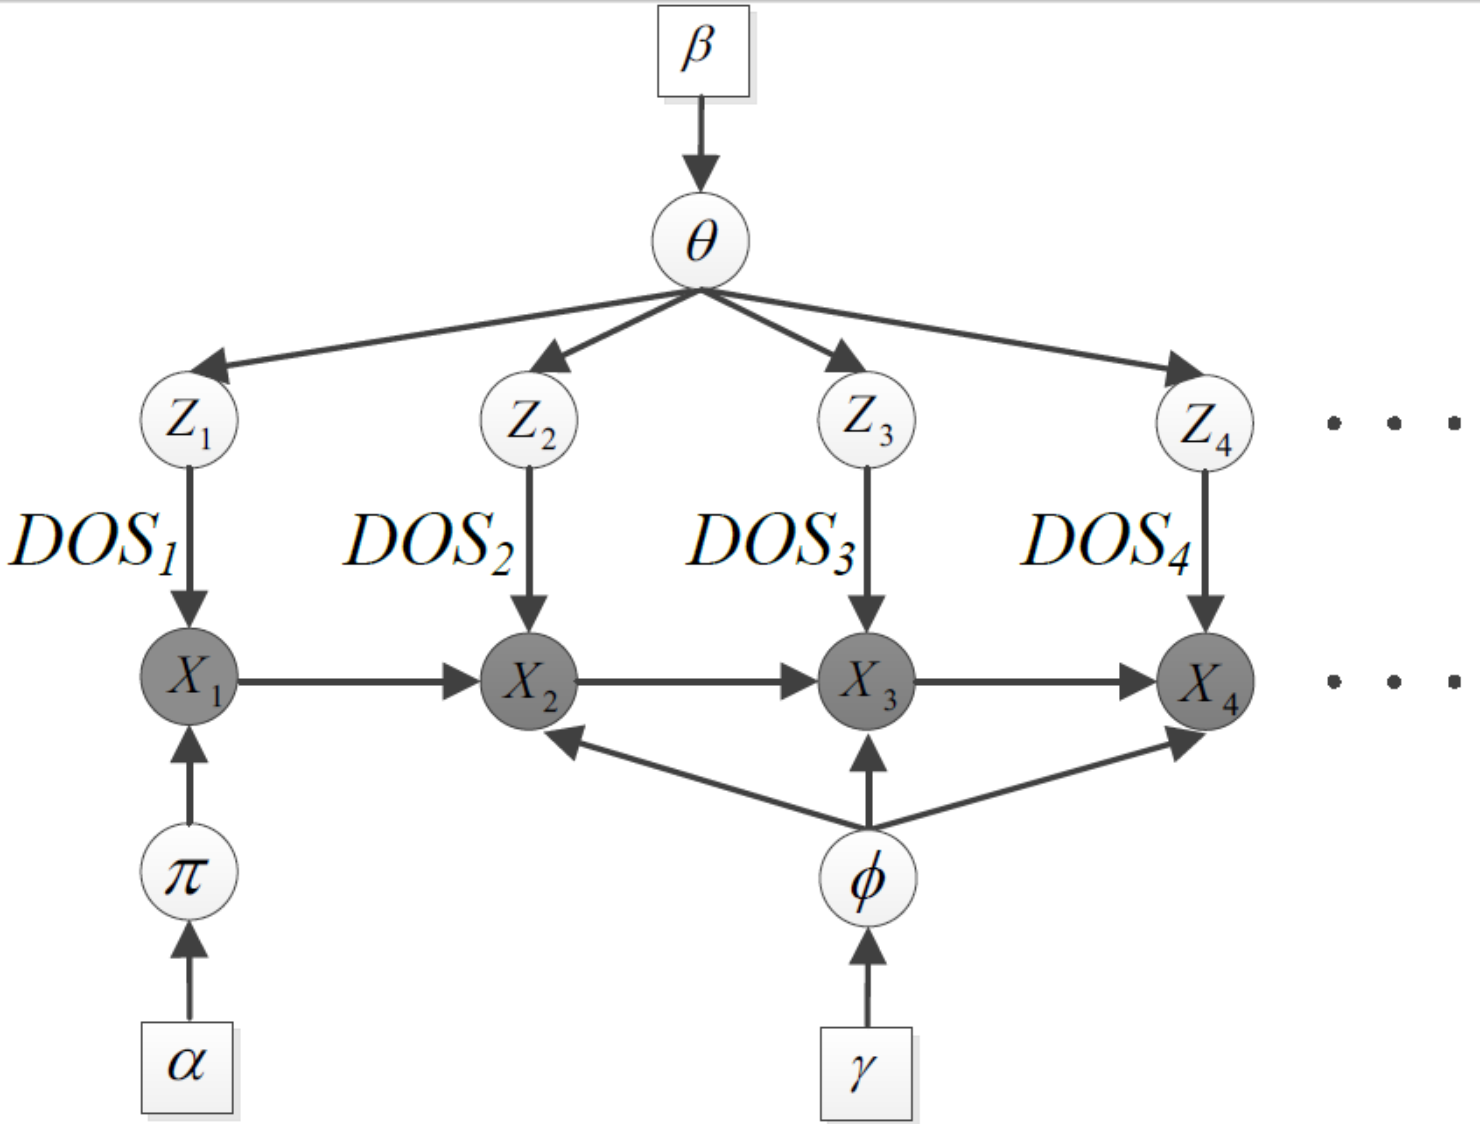 β
θ
Z₁ Z₂ Z₃ Z₄ . . .
DOS₁ DOS₂ DOS₃ DOS₄
X₁ X₂ X₃ X₄ . . .
π ϕ
α γ